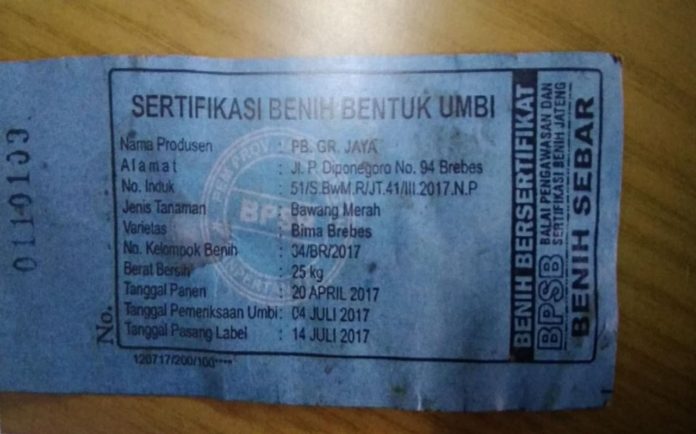 SERTIFIKASI BENIH BENTUK UMBI
Nama Produsen : PB. GR. JAYA
Alamat : Jl. P. Diponegoro No. 94 Brebes
No. Induk : 51/S.BwM.R/JT.41/III.2017.N.P
Jenis Tanaman : Bawang Merah
Varietas : Bima Brebes
No. Kelompok Benih : 04/BR/2017
Berat Bersih : 25 kg
Tanggal Panen : 20 APRIL 2017
Tanggal Pemeriksaan Umbi : 04 JULI 2017
Tanggal Pasang Label : 14 JULI 2017
120717/200/100****
No. 0110103
BENIH BERSERTIFIKAT
BPSB BALAI PENGAWASAN DAN
SERTIFIKASI BENIH JATENG
BENIH SEBAR